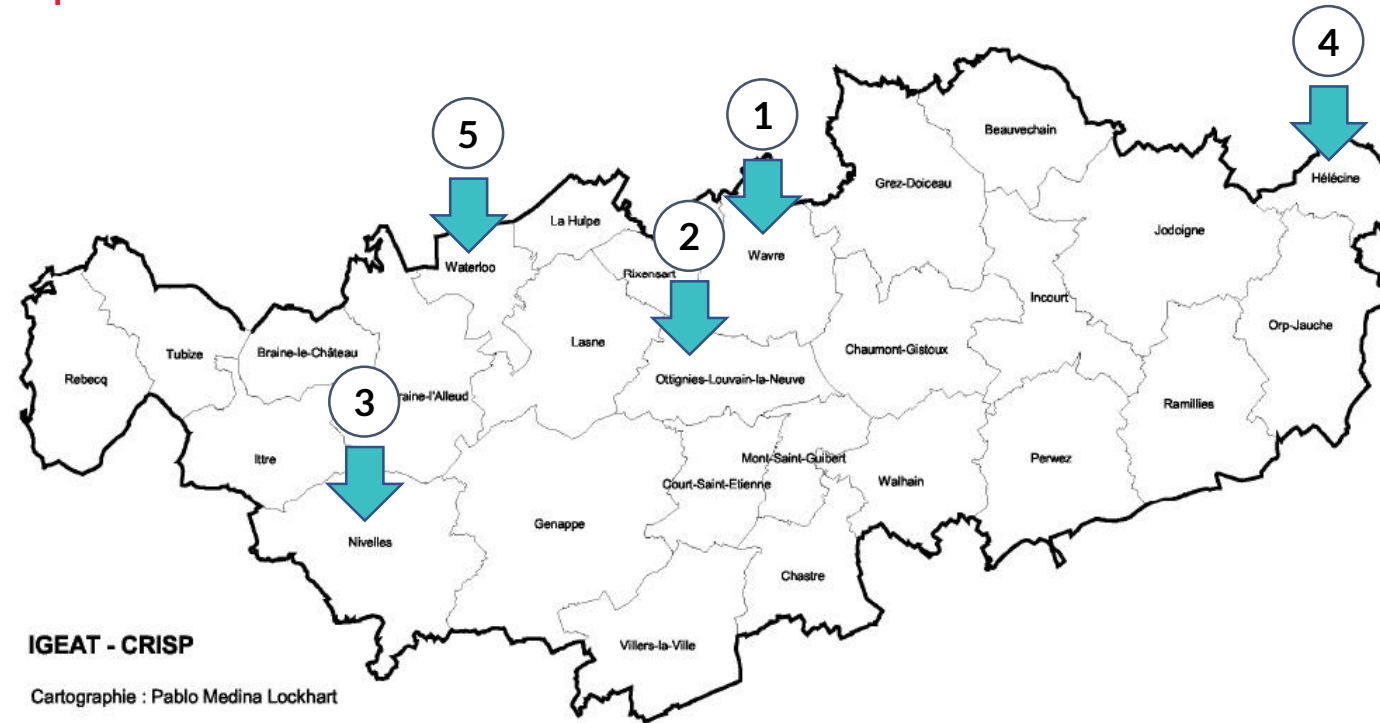 4
5
1
Beauvechain
Grez-Doiceau
Hélécine
La Hulpe
2
Jodoigne
Wavre
Waterloo
Rixensart
Incourt
Orp-Jauche
Lasne
Chaumont-Gistoux
Braine-le-Château
Tubize
Rebecq
Ottignies-Louvain-la-Neuve
3
raine-l'Alleud
Ramillies
Mont-Saint-Guibert
Ittre
Perwez
Court-Saint-Etienne
Walhain
Genappe
Nivelles
Chastre
Villers-la-Ville
IGEAT - CRISP
Cartographie : Pablo Medina Lockhart